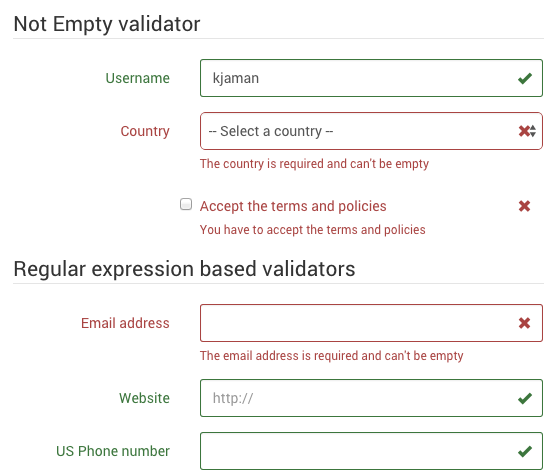 Not Empty validator
Username kjaman
Country -- Select a country --
The country is required and can't be empty
Accept the terms and policies
You have to accept the terms and policies
Regular expression based validators
Email address
The email address is required and can't be empty
Website http://
US Phone number